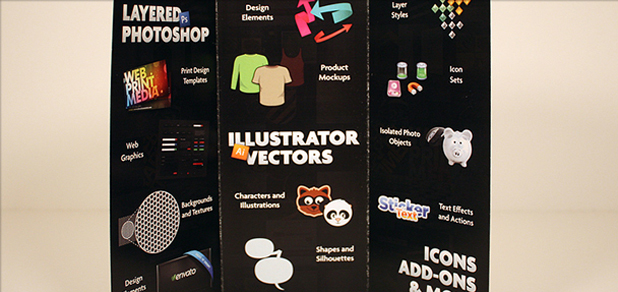 LAYERED
Ps
PHOTOSHOP
Print Design
Templates
WEB
PRINT
MEDIA
Web
Graphics
Backgrounds
and Textures
Design
Elements
envato
Design
Elements
Product
Mockups
ILLUSTRATOR
Ai
VECTORS
Characters and
Illustrations
Shapes and
Silhouettes
Layer
Styles
Icon
Sets
Isolated Photo
Objects
Sticker
Text
Text Effects
and Actions
ICONS
ADD-ONS